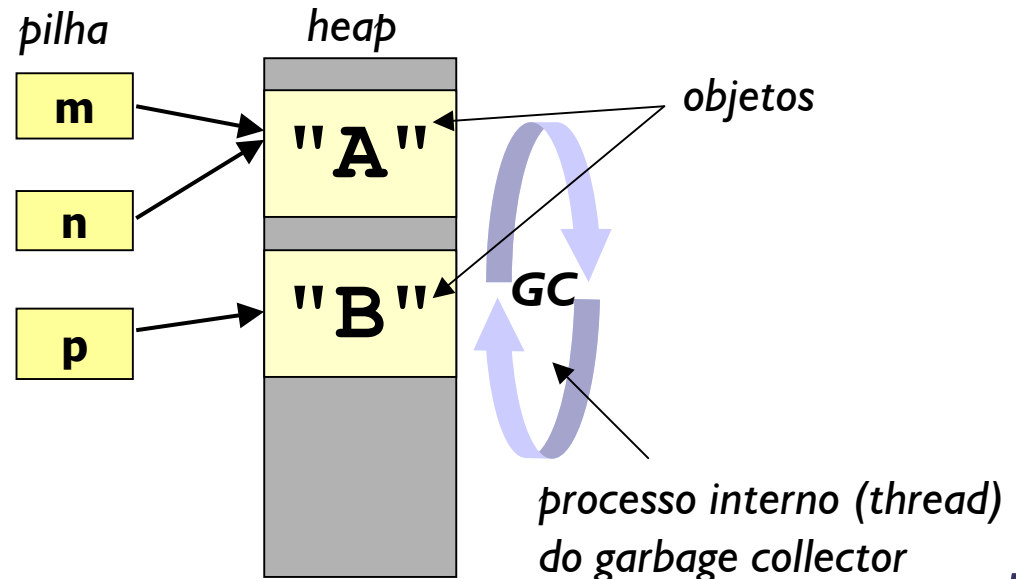 pilha
heap
m
"A"
objetos
n
"B"
GC
p
processo interno (thread)
do garbage collector